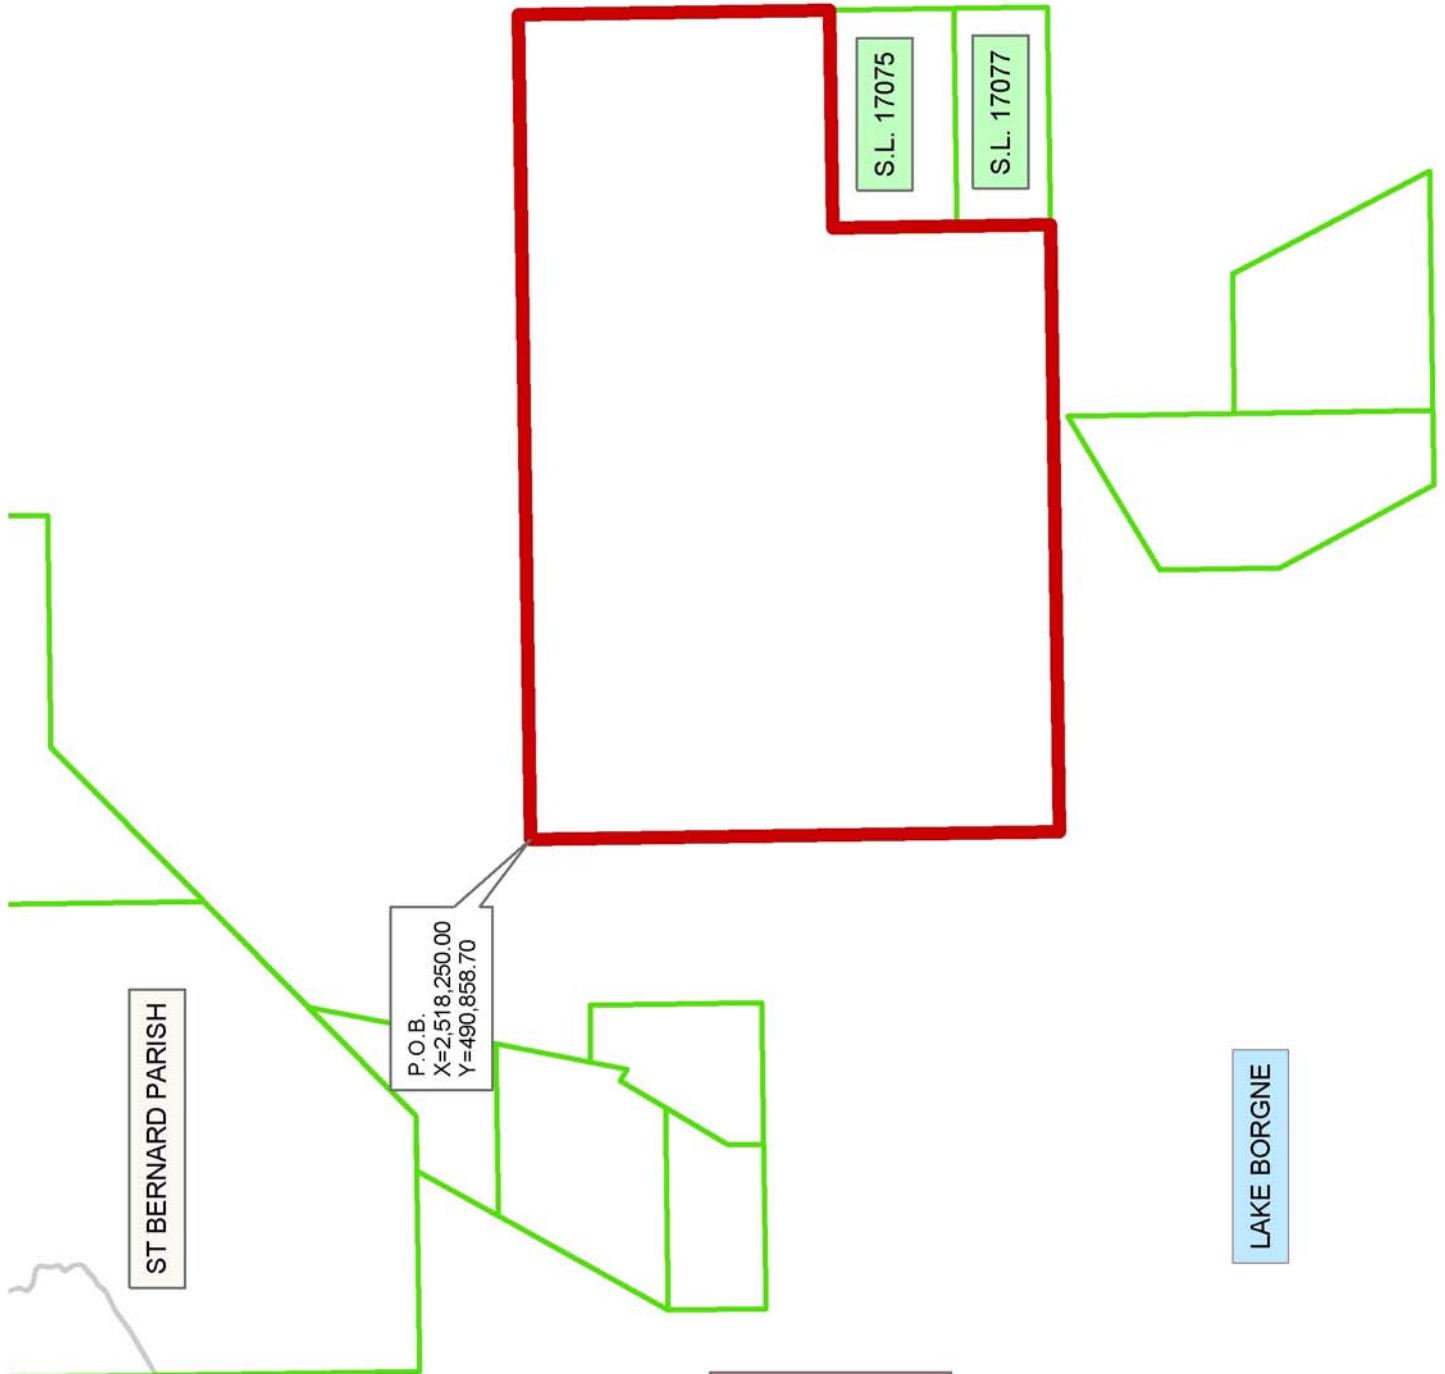 ST BERNARD PARISH
P.O.B.
X=2,518,250.00
Y=490,858.70
S.L. 17075
S.L. 17077
LAKE BORGNE